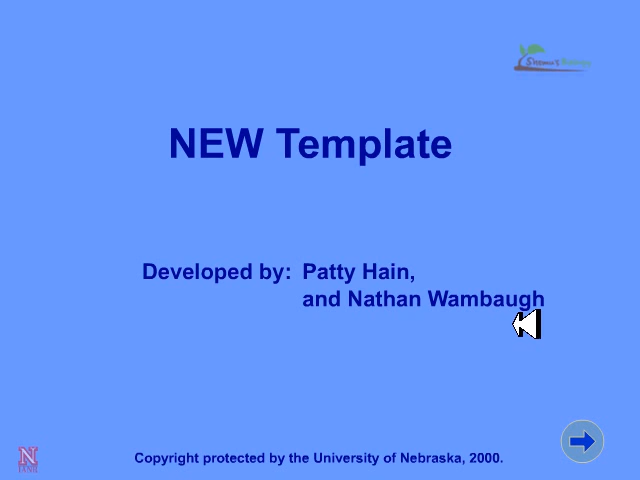 NEW Template
Developed by: Patty Hain,
and Nathan Wambaugh
N
Copyright protected by the University of Nebraska, 2000.